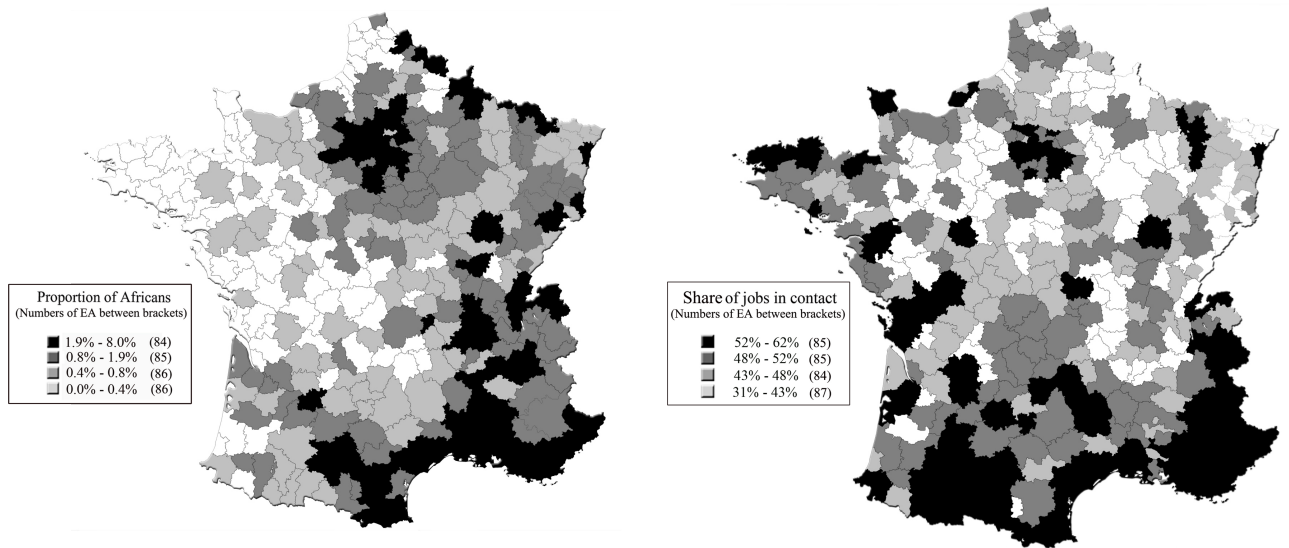 Proportion of Africans
(Numbers of EA between brackets)
1.9% - 8.0% (84)
0.8% - 1.9% (85)
0.4% - 0.8% (86)
0.0% - 0.4% (86)
Share of jobs in contact
(Numbers of EA between brackets)
52% - 62% (85)
48% - 52% (85)
43% - 48% (84)
31% - 43% (87)